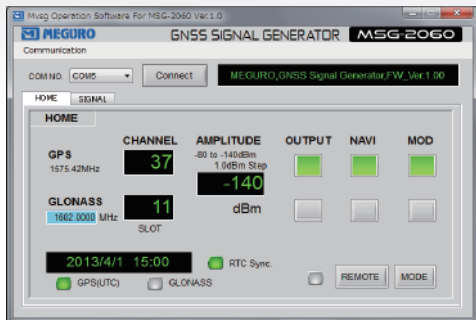 Mvsg Operation Software For MSG-2060 Ver.1.0
MEGURO GNSS SIGNAL GENERATOR MSG-2060
Communication
COM NO. COM5 Connect MEGURO,GNSS Signal Generator,FW_Ver.1.00
HOME SIGNAL
HOME
CHANNEL AMPLITUDE OUTPUT NAVI MOD
GPS 37 -80 to -140dBm
1575.42MHz 1.0dBm Step
-140
GLONASS 11 dBm
1602.0000 MHz
SLOT
2013/4/1 15:00 RTC Sync.
GPS(UTC) GLONASS REMOTE MODE